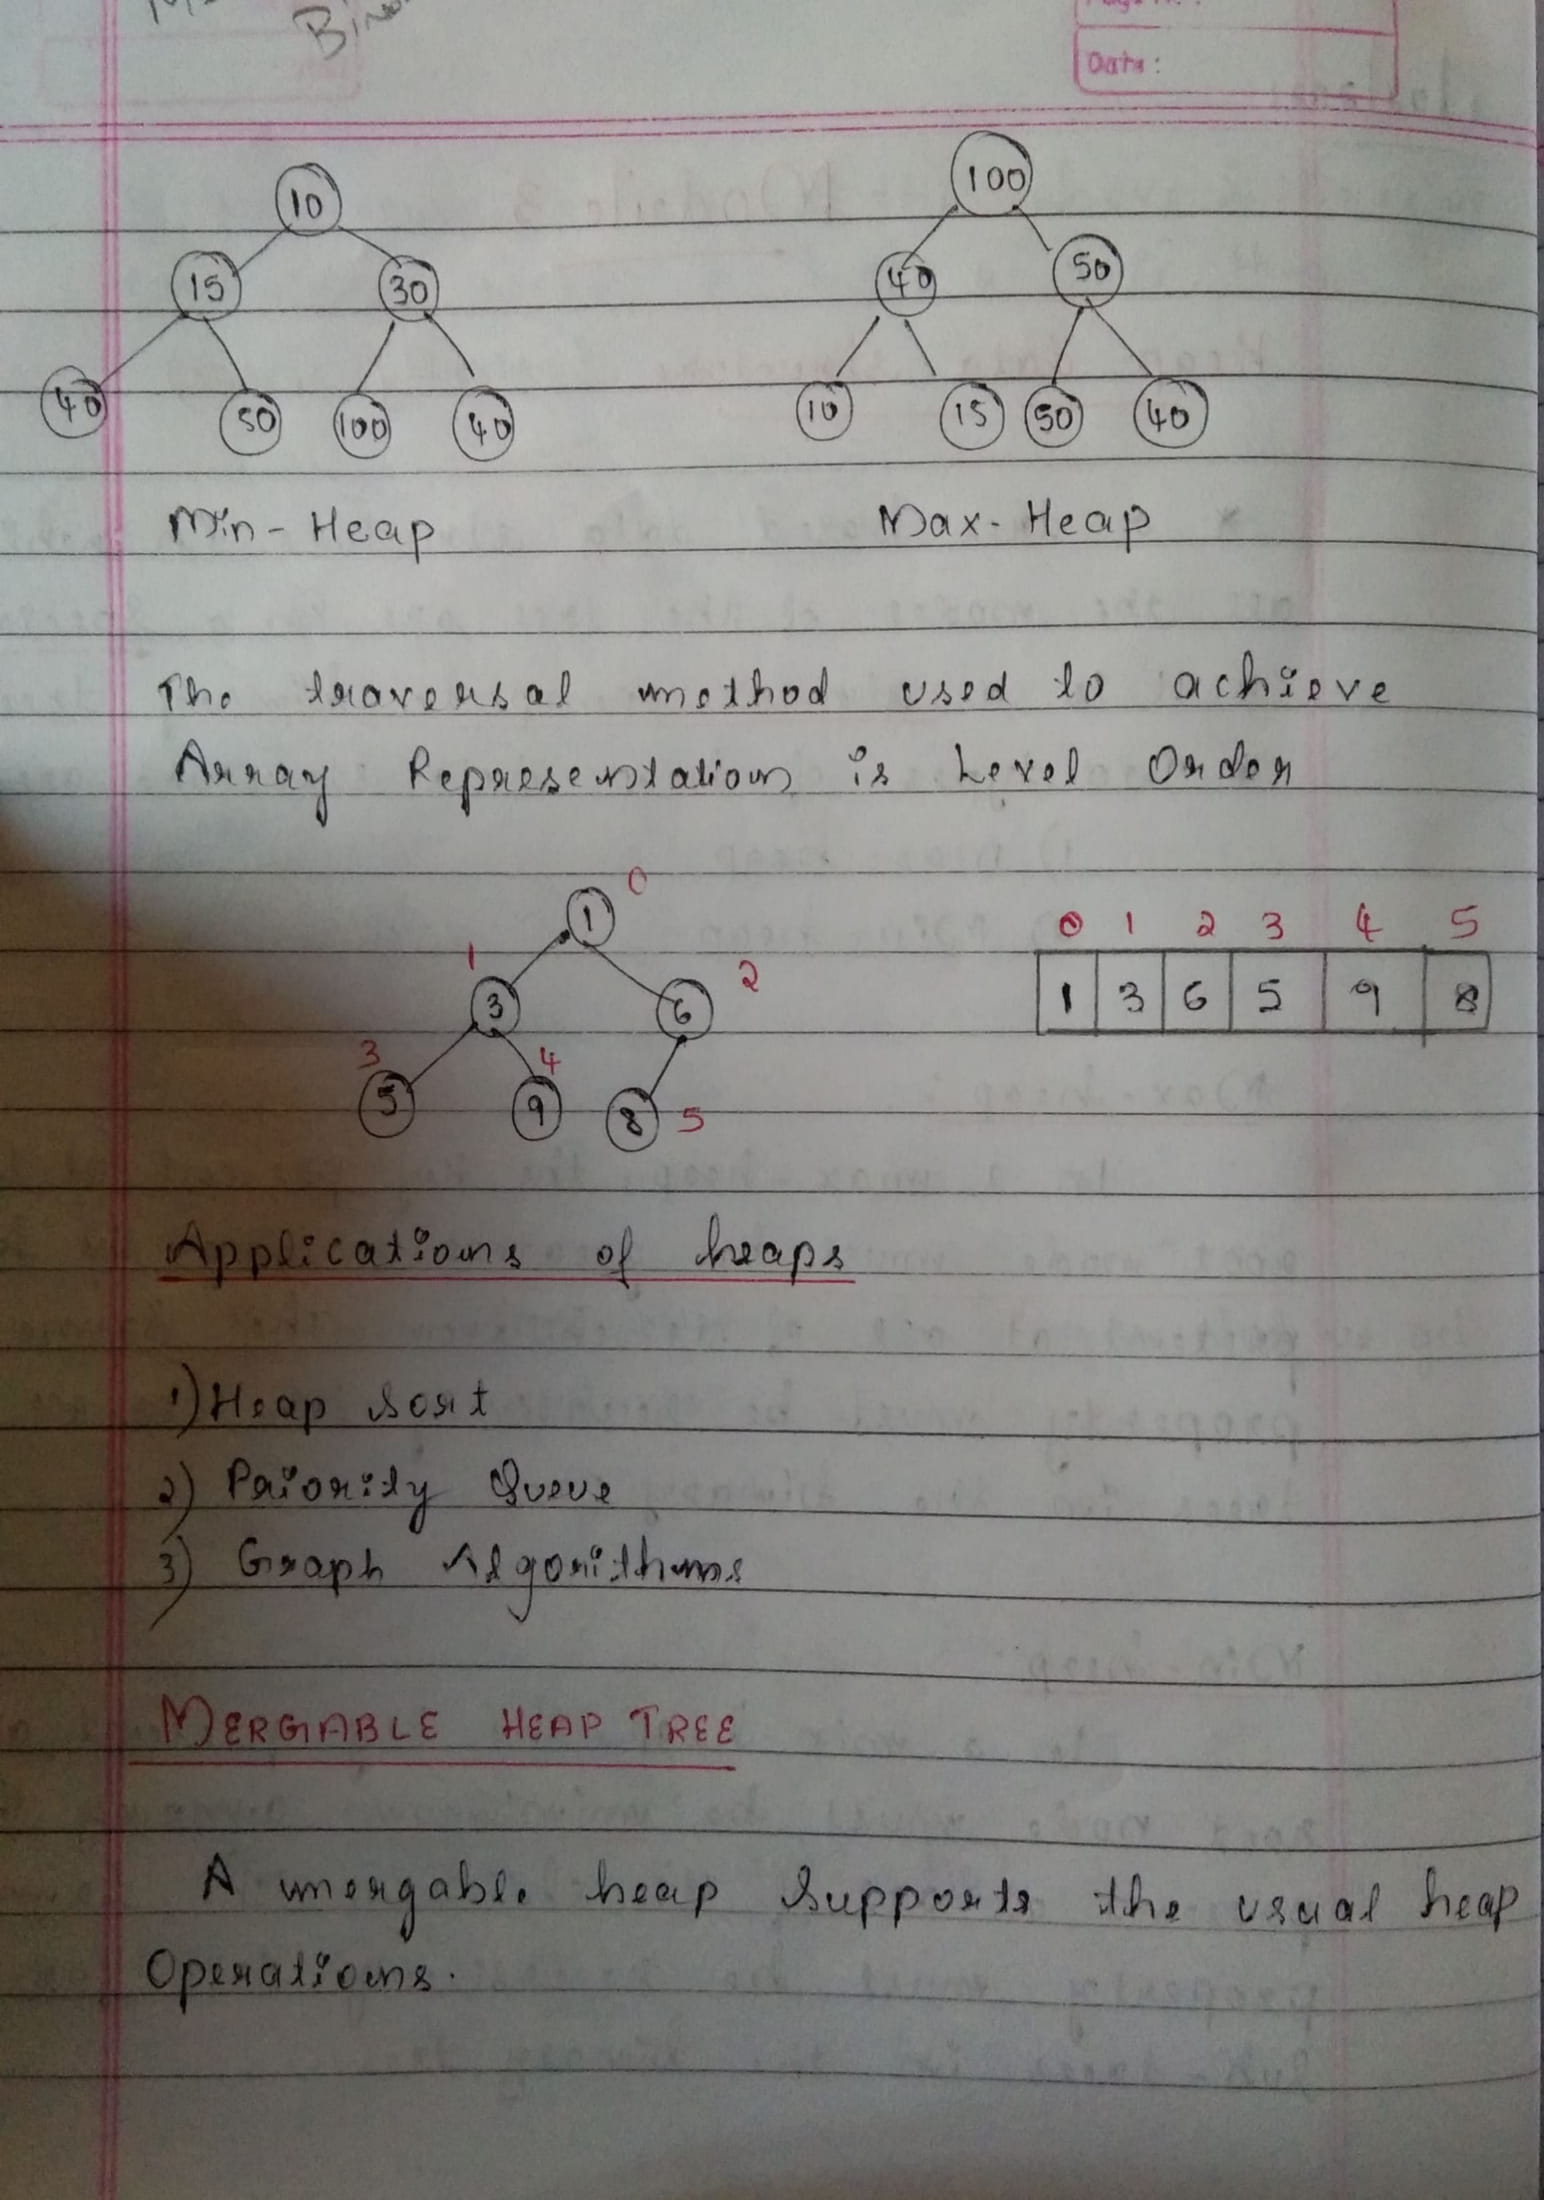 Date:
10 100
15 30 40 50
40 50 100 40 10 15 50 40
Min-Heap Max-Heap
The traversal method used to achieve
Array Representation is Level Order
0
1
1 2
3 6
3 4
5 9 8 5
0 1 2 3 4 5
1 3 6 5 9 8
Applications of heaps
1) Heap Sort
2) Priority Queue
3) Graph Algorithms
MERGABLE HEAP TREE
A mergable heap supports the usual heap
Operations.